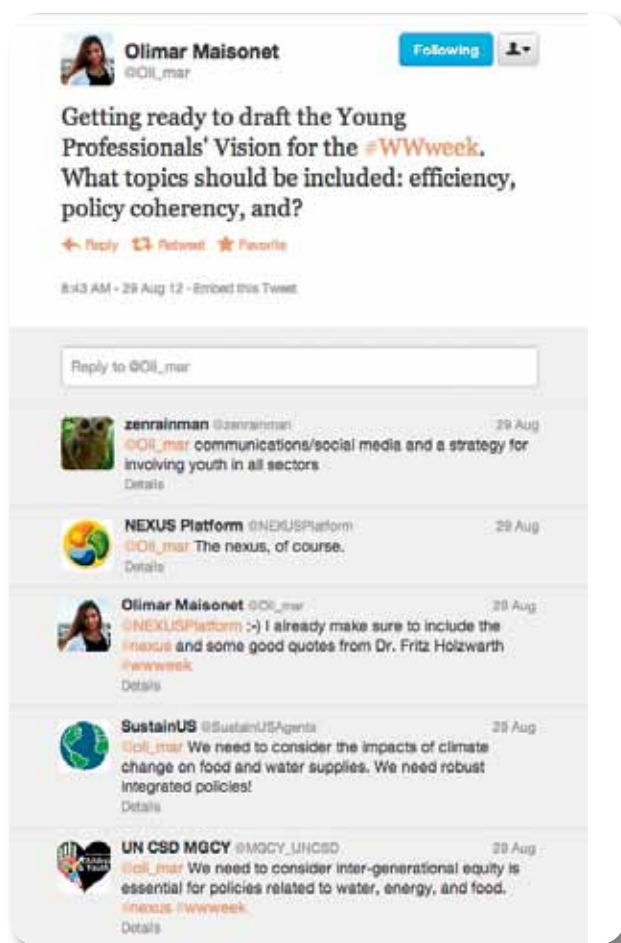 Olimar Maisonet
@Oli_mar
Following
Getting ready to draft the Young
Professionals' Vision for the #WWweek.
What topics should be included: efficiency,
policy coherency, and?
Reply Retweet Favorite
8:43 AM - 29 Aug 12 · Embed this Tweet
Reply to @Oli_mar
zenrainman @zenrainman 29 Aug
@Oli_mar communications/social media and a strategy for
involving youth in all sectors
Details
NEXUS Platform @NEXUSPlatform 29 Aug
@Oli_mar The nexus, of course.
Details
Olimar Maisonet @Oli_mar 29 Aug
@NEXUSPlatform ;-) I already make sure to include the
#nexus and some good quotes from Dr. Fritz Holzwarth
#wwweek
Details
SustainUS @SustainUSAgents 29 Aug
@oli_mar We need to consider the impacts of climate
change on food and water supplies. We need robust
integrated policies!
Details
UN CSD MGCY @MGCY_UNCSD 29 Aug
@oli_mar We need to consider inter-generational equity is
essential for policies related to water, energy, and food.
#nexus #wwweek
Details